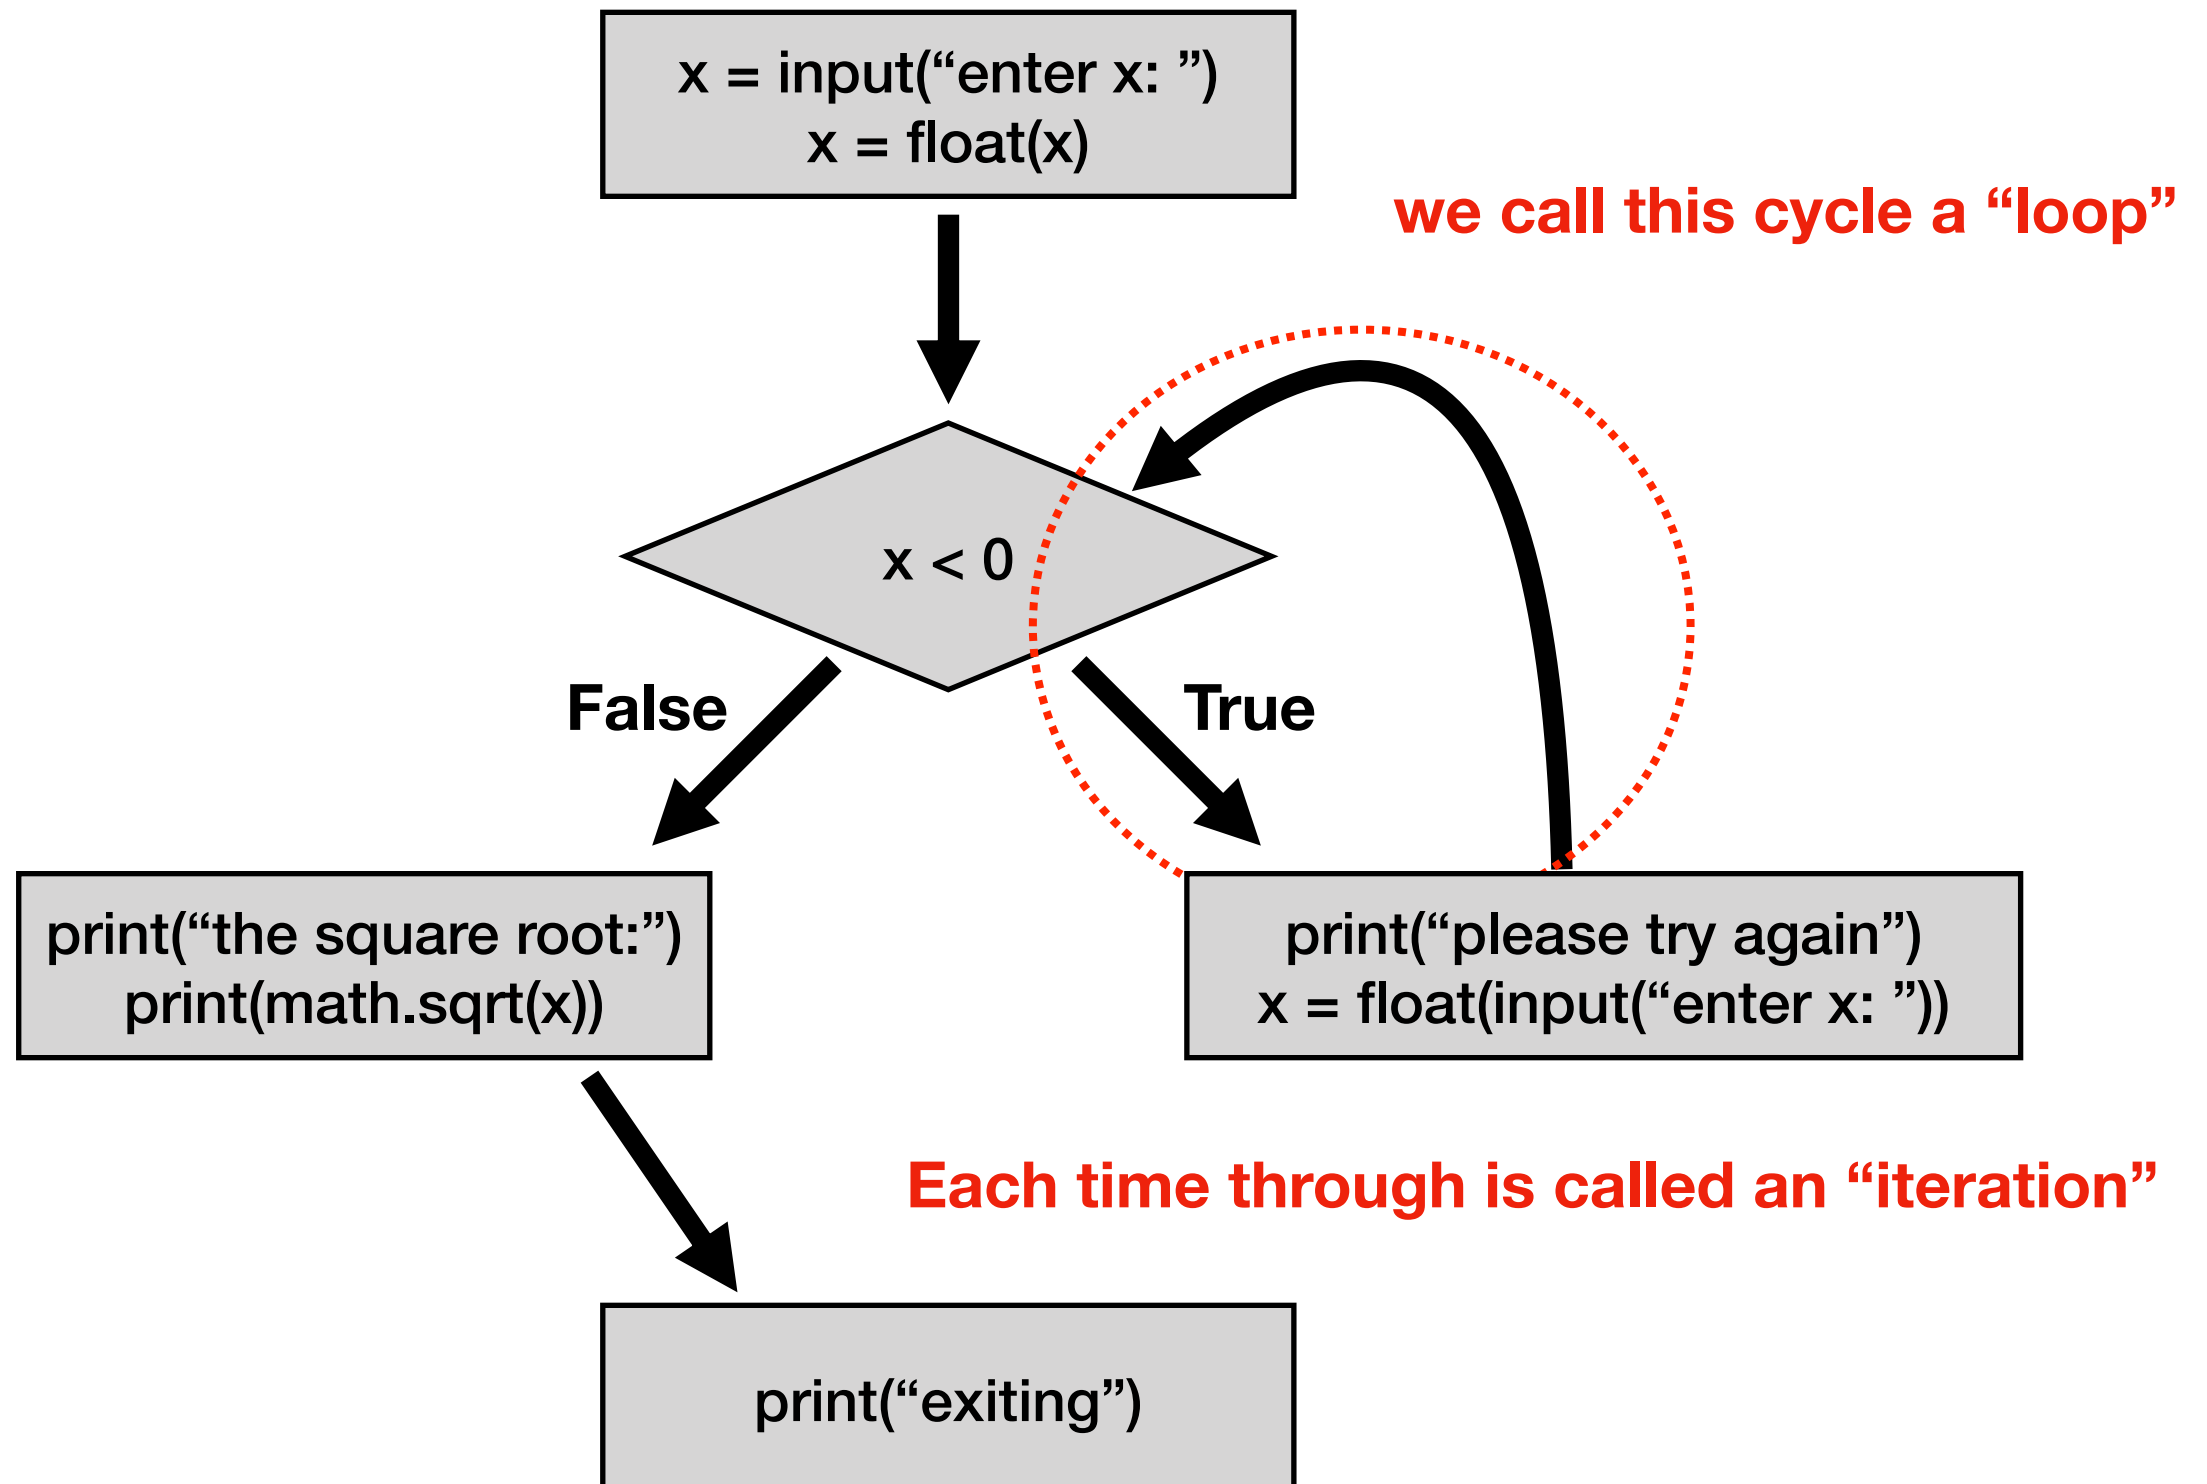 x = input(“enter x: ”)
x = float(x)
we call this cycle a “loop”
x < 0
False
True
print(“the square root:”)
print(math.sqrt(x))
print(“please try again”)
x = float(input(“enter x: ”))
Each time through is called an “iteration”
print(“exiting”)